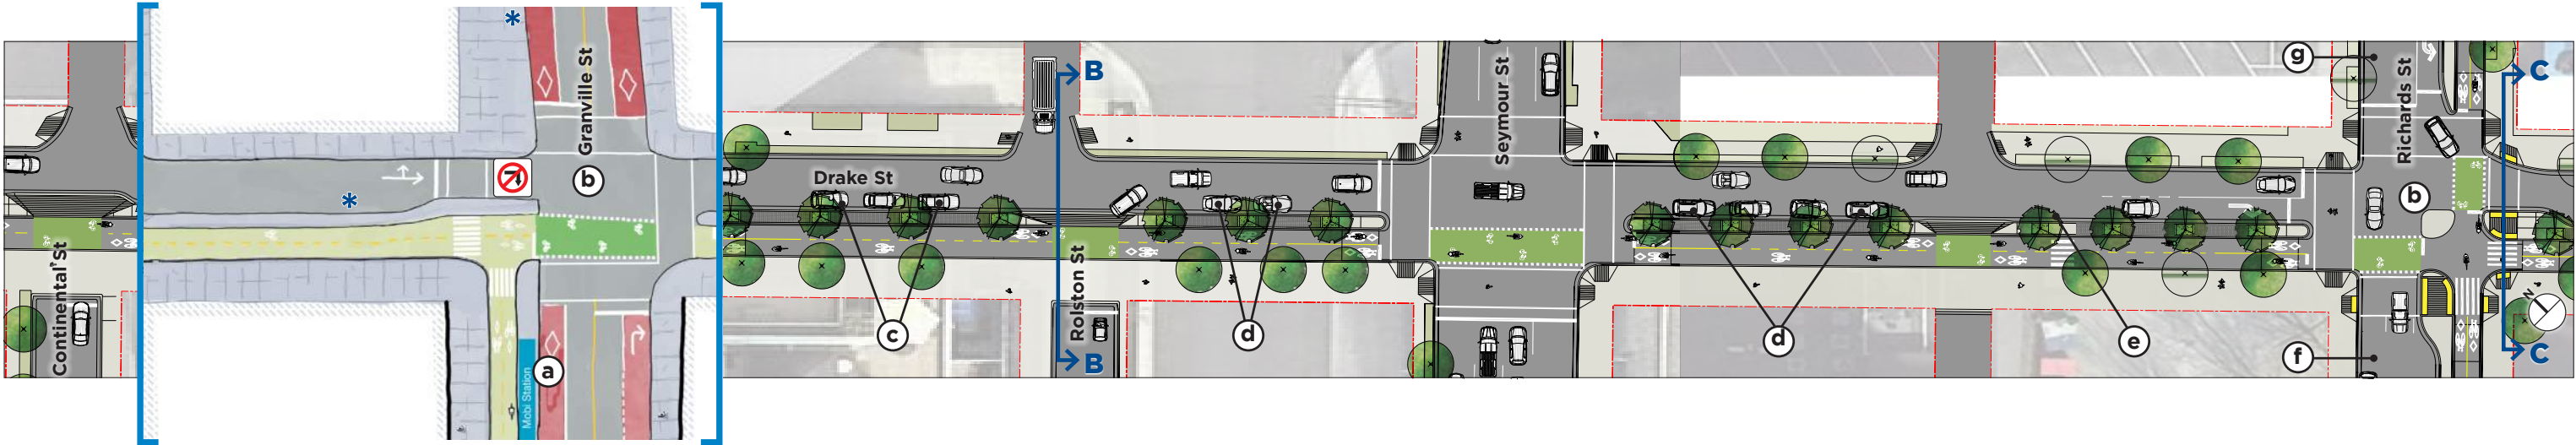 Continental St
*
*
Granville St
b
a
Mobi Station
Drake St
c
B
Rolston St
B
d
Seymour St
d
e
g
Richards St
b
f
C
C
N